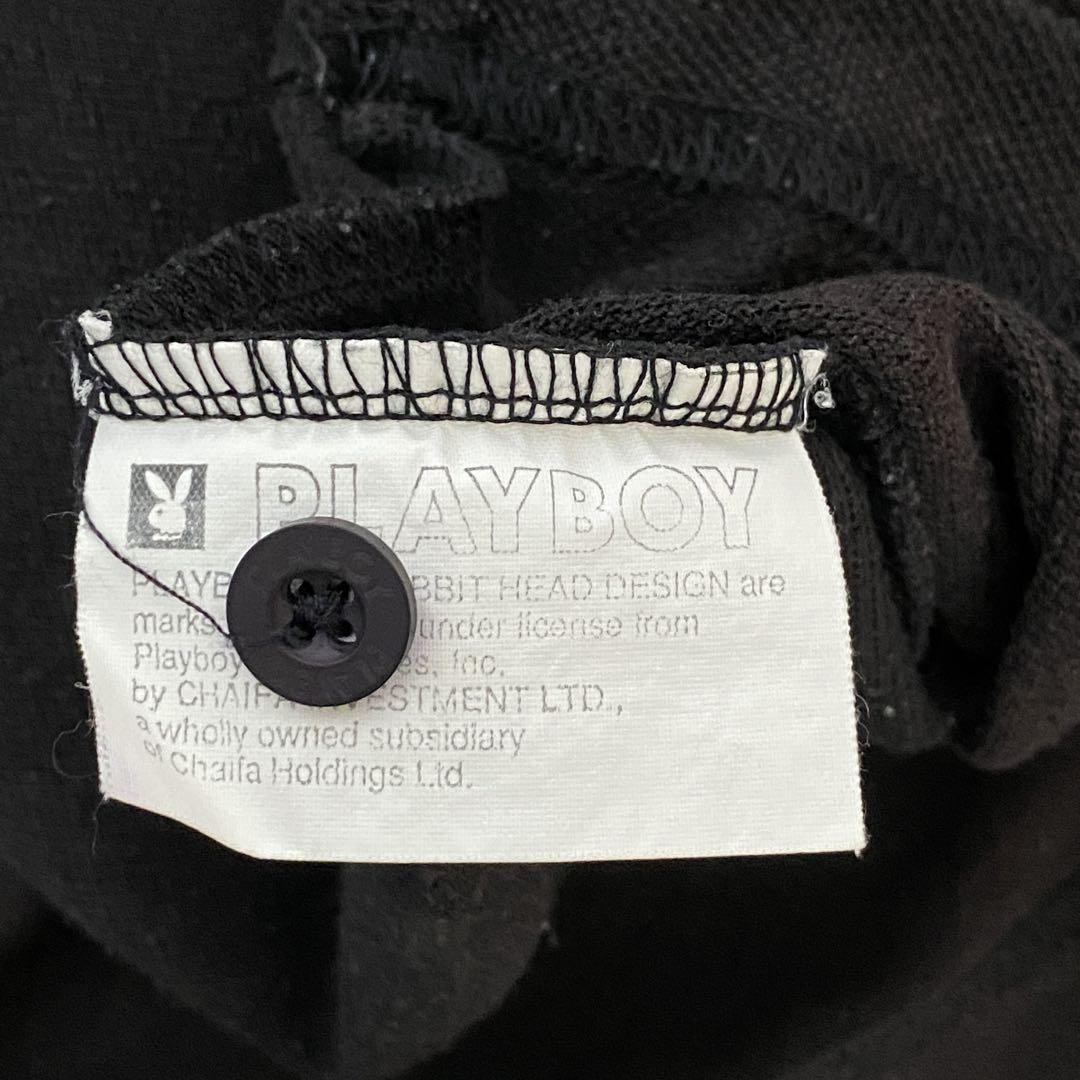 PLAYBOY
PLAYB BBIT HEAD DESIGN are
marks under license from
Playboy es, Inc.
by CHAIFA VESTMENT LTD.,
a wholly owned subsidiary
of Chaifa Holdings Ltd.